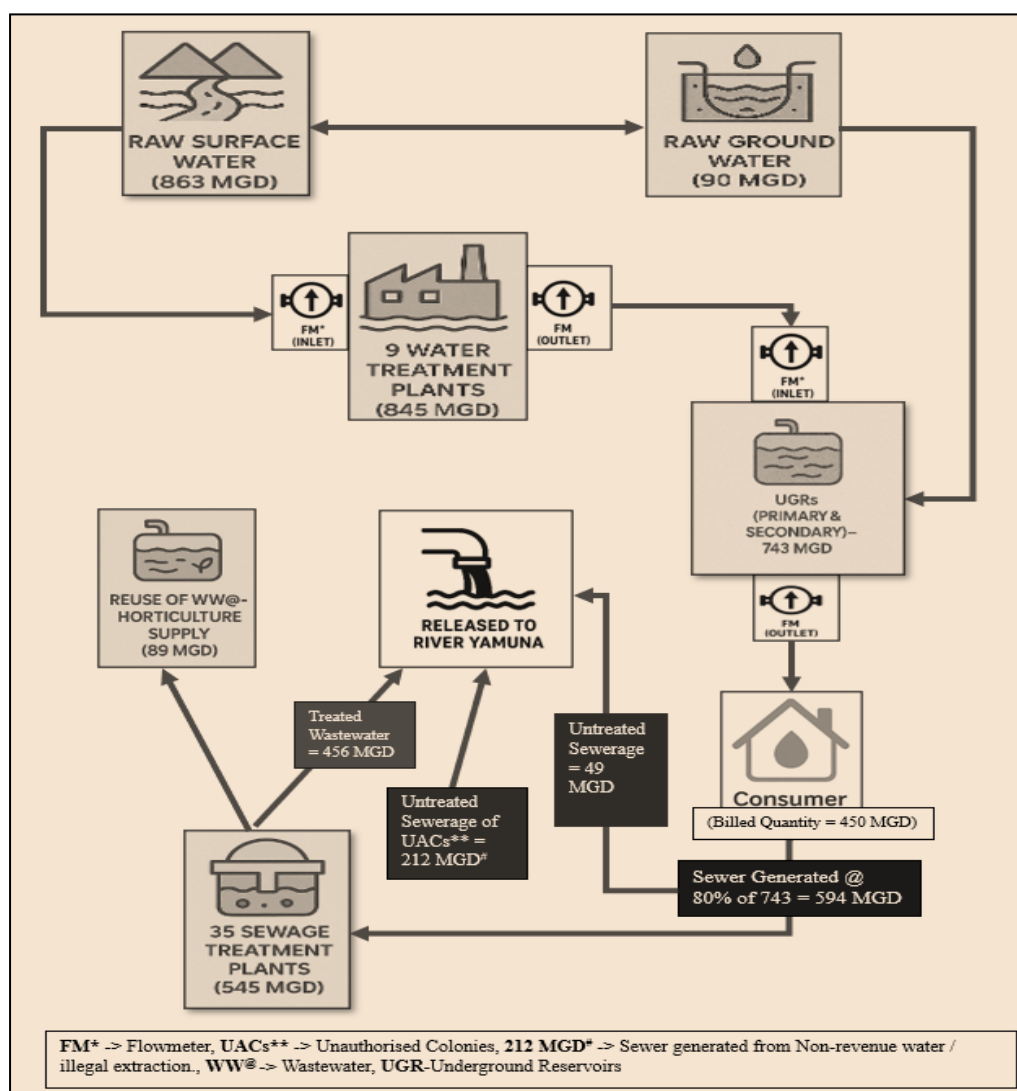 RAW SURFACE
WATER
(863 MGD)
RAW GROUND
WATER
(90 MGD)
FM*
(INLET)
9 WATER
TREATMENT
PLANTS
(845 MGD)
FM
(OUTLET)
FM*
(INLET)
UGRs
(PRIMARY &
SECONDARY)–
743 MGD
FM
(OUTLET)
REUSE OF WW@-
HORTICULTURE
SUPPLY
(89 MGD)
RELEASED TO
RIVER YAMUNA
Treated
Wastewater
= 456 MGD
Untreated
Sewerage of
UACs** =
212 MGD#
Untreated
Sewerage
= 49
MGD
Consumer
(Billed Quantity = 450 MGD)
Sewer Generated @
80% of 743 = 594 MGD
35 SEWAGE
TREATMENT
PLANTS
(545 MGD)
FM* -> Flowmeter, UACs** -> Unauthorised Colonies, 212 MGD# -> Sewer generated from Non-revenue water /
illegal extraction., WW@ -> Wastewater, UGR-Underground Reservoirs